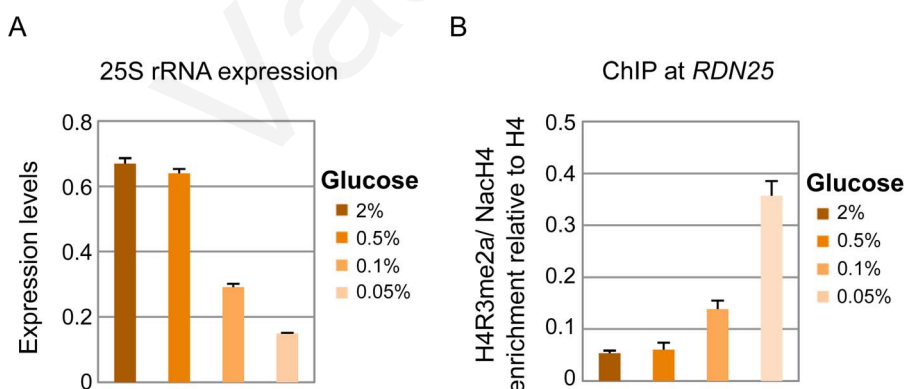 A
25S rRNA expression
Expression levels
0.8
0.6
0.4
0.2
0
Glucose
2%
0.5%
0.1%
0.05%
B
ChIP at RDN25
H4R3me2a/ NacH4
enrichment relative to H4
0.5
0.4
0.3
0.2
0.1
0
Glucose
2%
0.5%
0.1%
0.05%